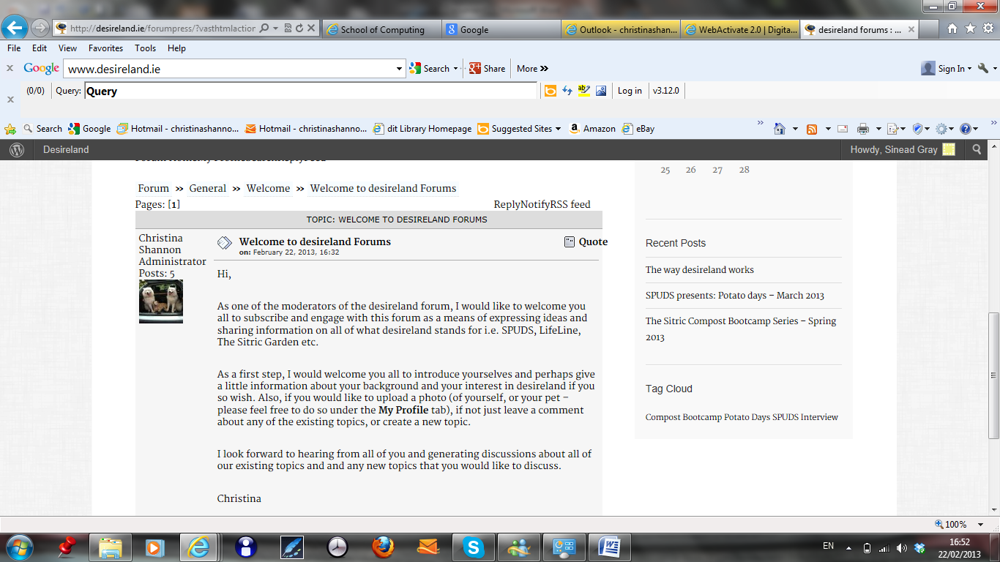 http://desireland.ie/forumpress/?vasthtmlaction
School of Computing
Google
Outlook - christinashan...
WebActivate 2.0 | Digita...
desireland forums : ...
File Edit View Favorites Tools Help
Google www.desireland.ie Search Share More » Sign In
(0/0) Query: Query Log in v3.12.0
Search Google Hotmail - christinashanno... Hotmail - christinashanno... dit Library Homepage Suggested Sites Amazon eBay
Desireland Howdy, Sinead Gray
Forum » General » Welcome » Welcome to desireland Forums
Pages: [1] ReplyNotifyRSS feed
TOPIC: WELCOME TO DESIRELAND FORUMS
Christina
Shannon
Administrator
Posts: 5
Welcome to desireland Forums Quote
on: February 22, 2013, 16:32
Hi,
As one of the moderators of the desireland forum, I would like to welcome you
all to subscribe and engage with this forum as a means of expressing ideas and
sharing information on all of what desireland stands for i.e. SPUDS, LifeLine,
The Sitric Garden etc.
As a first step, I would welcome you all to introduce yourselves and perhaps give
a little information about your background and your interest in desireland if you
so wish. Also, if you would like to upload a photo (of yourself, or your pet –
please feel free to do so under the My Profile tab), if not just leave a comment
about any of the existing topics, or create a new topic.
I look forward to hearing from all of you and generating discussions about all of
our existing topics and and any new topics that you would like to discuss.
Christina
25 26 27 28
Recent Posts
The way desireland works
SPUDS presents: Potato days – March 2013
The Sitric Compost Bootcamp Series – Spring
2013
Tag Cloud
Compost Bootcamp Potato Days SPUDS Interview
100%
EN
16:52
22/02/2013